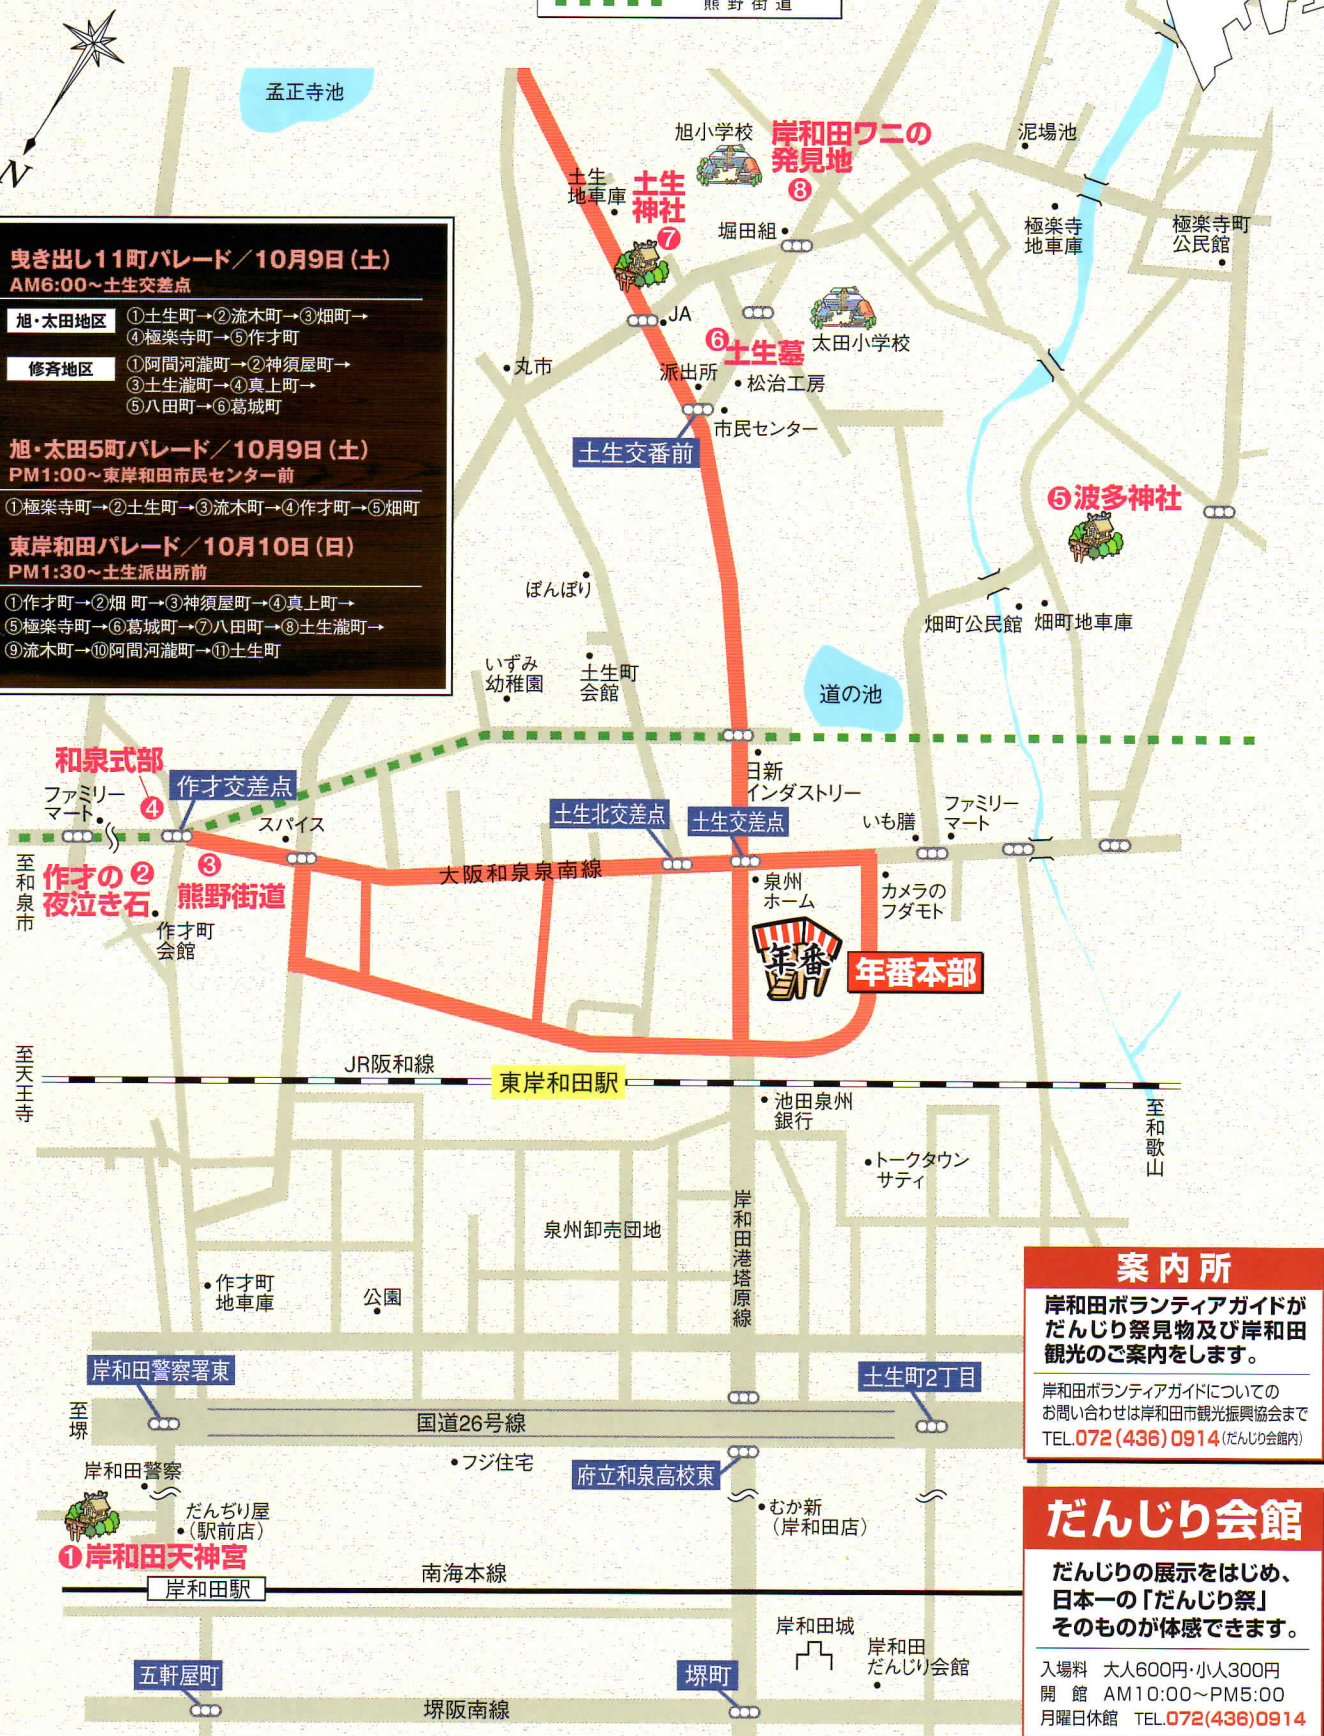 熊野街道
N
孟正寺池
旭小学校
岸和田ワニの
発見地
⑧
泥場池
土生
地車庫
土生
神社
⑦
堀田組
極楽寺
地車庫
極楽寺町
公民館
曳き出し11町パレード／10月9日(土)
AM6:00～土生交差点
旭・太田地区
①土生町→②流木町→③畑町→
④極楽寺町→⑤作才町
修斉地区
①阿間河瀧町→②神須屋町→
③土生瀧町→④真上町→
⑤八田町→⑥葛城町
旭・太田5町パレード／10月9日(土)
PM1:00～東岸和田市民センター前
①極楽寺町→②土生町→③流木町→④作才町→⑤畑町
東岸和田パレード／10月10日(日)
PM1:30～土生派出所前
①作才町→②畑 町→③神須屋町→④真上町→
⑤極楽寺町→⑥葛城町→⑦八田町→⑧土生瀧町→
⑨流木町→⑩阿間河瀧町→⑪土生町
JA
⑥土生墓
太田小学校
丸市
派出所
松治工房
市民センター
土生交番前
⑤波多神社
ぼんぼり
畑町公民館
畑町地車庫
いずみ
幼稚園
土生町
会館
道の池
和泉式部
④
ファミリー
マート
作才交差点
スパイス
日新
インダストリー
土生北交差点
土生交差点
いも膳
ファミリー
マート
至和泉市
作才の②
夜泣き石
③
熊野街道
大阪和泉泉南線
泉州
ホーム
カメラの
フダモト
作才町
会館
年番
年番本部
至天王寺
JR阪和線
東岸和田駅
池田泉州
銀行
至和歌山
トークタウン
サティ
岸和田港塔原線
泉州卸売団地
作才町
地車庫
公園
案内所
岸和田ボランティアガイドが
だんじり祭見物及び岸和田
観光のご案内をします。
岸和田ボランティアガイドについての
お問い合わせは岸和田市観光振興協会まで
TEL.072(436)0914(だんじり会館内)
岸和田警察署東
土生町2丁目
至堺
国道26号線
フジ住宅
府立和泉高校東
岸和田警察
だんぢり屋
(駅前店)
むか新
(岸和田店)
①岸和田天神宮
岸和田駅
南海本線
だんじり会館
だんじりの展示をはじめ、
日本一の「だんじり祭」
そのものが体感できます。
入場料 大人600円・小人300円
開 館 AM10:00～PM5:00
月曜日休館 TEL.072(436)0914
岸和田城
岸和田
だんじり会館
五軒屋町
堺町
堺阪南線